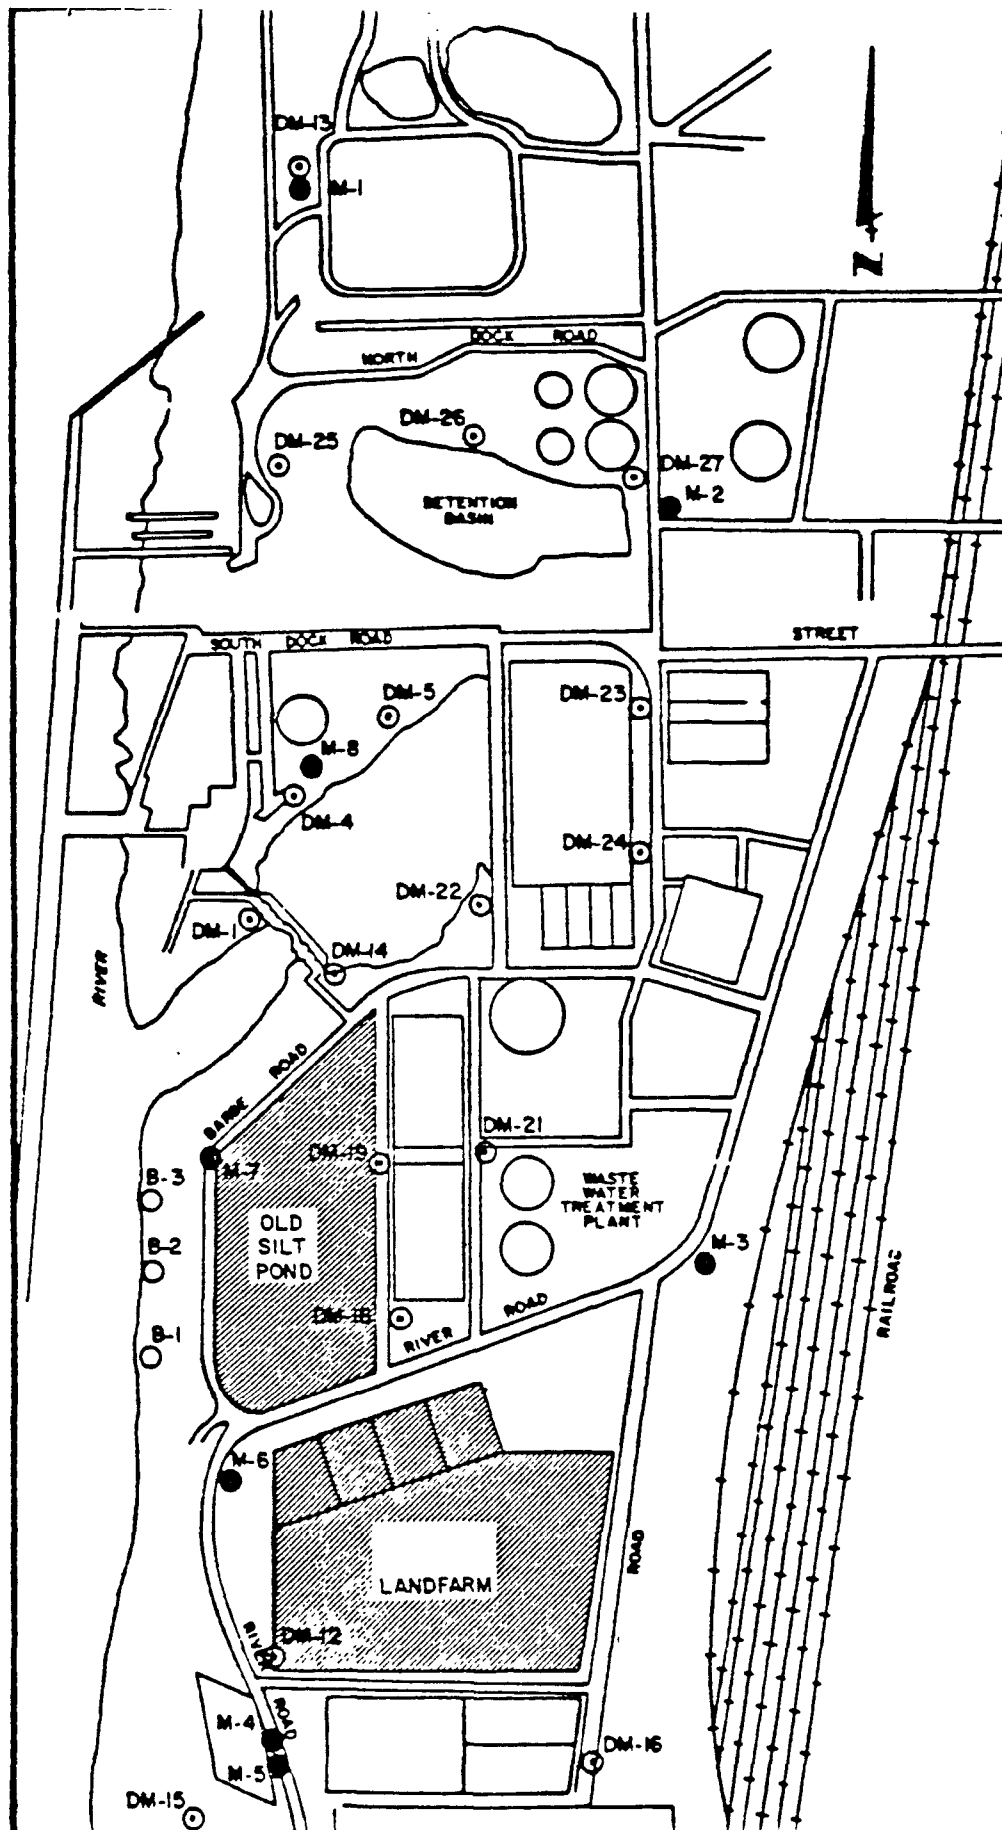 DM-13
M-1
N
DOCK ROAD
NORTH
DM-26
DM-25
DM-27
M-2
RETENTION
BASIN
STREET
SOUTH DOCK ROAD
DM-23
DM-5
M-8
DM-4
DM-24
DM-22
DM-1
DM-14
RIVER
BARGE ROAD
DM-21
DM-19
M-7
B-3
WASTE
WATER
TREATMENT
PLANT
OLD
SILT
POND
B-2
M-3
RAILROAD
DM-18
RIVER ROAD
B-1
M-6
ROAD
LANDFARM
DM-12
RIVER ROAD
M-4
DM-16
M-5
DM-15